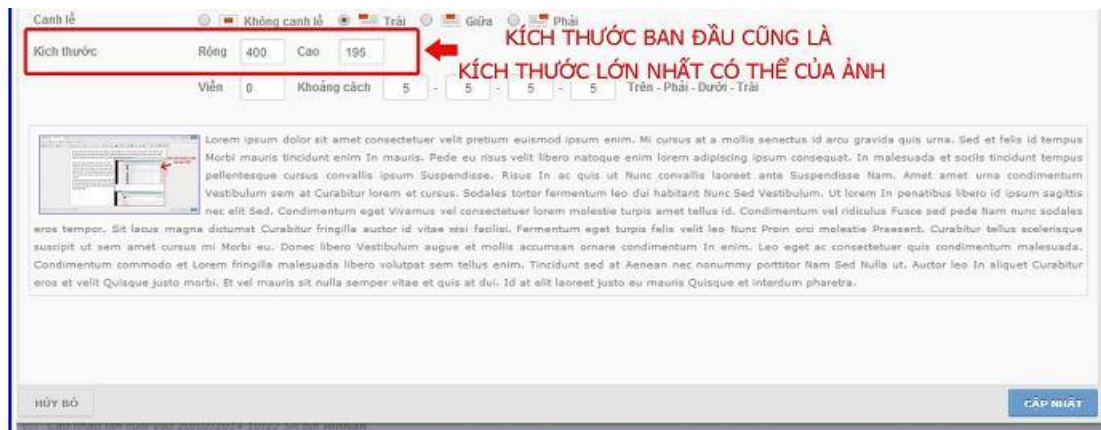 Canh lề Không canh lề Trái Giữa Phải
KÍCH THƯỚC BAN ĐẦU CŨNG LÀ
Kích thước Rộng 400 Cao 195
KÍCH THƯỚC LỚN NHẤT CÓ THỂ CỦA ẢNH
Viền 0 Khoảng cách 5 - 5 - 5 - 5 Trên - Phải - Dưới - Trái
Lorem ipsum dolor sit amet consectetuer velit pretium euismod ipsum enim. Mi cursus at a mollis senectus id arcu gravida quis urna. Sed et felis id tempus
Morbi mauris tincidunt enim In mauris. Pede eu risus velit libero natoque enim lorem adipiscing ipsum consequat. In malesuada et sociis tincidunt tempus
pellentesque cursus convallis ipsum Suspendisse. Risus In ac quis ut Nunc convallis laoreet ante Suspendisse Nam. Amet amet urna condimentum
Vestibulum sem at Curabitur lorem et cursus. Sodales tortor fermentum leo dui habitant Nunc Sed Vestibulum. Ut lorem In penatibus libero id ipsum sagittis
nec elit Sed. Condimentum eget Vivamus vel consectetuer lorem molestie turpis amet tellus id. Condimentum vel ridiculus Fusce sed pede Nam nunc sodales
eros tempor. Sit lacus magna dictumst Curabitur fringilla auctor id vitae wisi facilisi. Fermentum eget turpis felis velit leo Nunc Proin orci molestie Praesent. Curabitur tellus scelerisque
suscipit ut sem amet cursus mi Morbi eu. Donec libero Vestibulum augue et mollis accumsan ornare condimentum In enim. Leo eget ac consectetuer quis condimentum malesuada.
Condimentum commodo et Lorem fringilla malesuada libero volutpat sem tellus enim. Tincidunt sed at Aenean nec nonummy porttitor Nam Sed Nulla ut. Auctor leo In aliquet Curabitur
eros et velit Quisque justo morbi. Et vel mauris sit nulla semper vitae et quis at dui. Id at elit laoreet justo eu mauris Quisque et interdum pharetra.
HỦY BỎ CẬP NHẬT